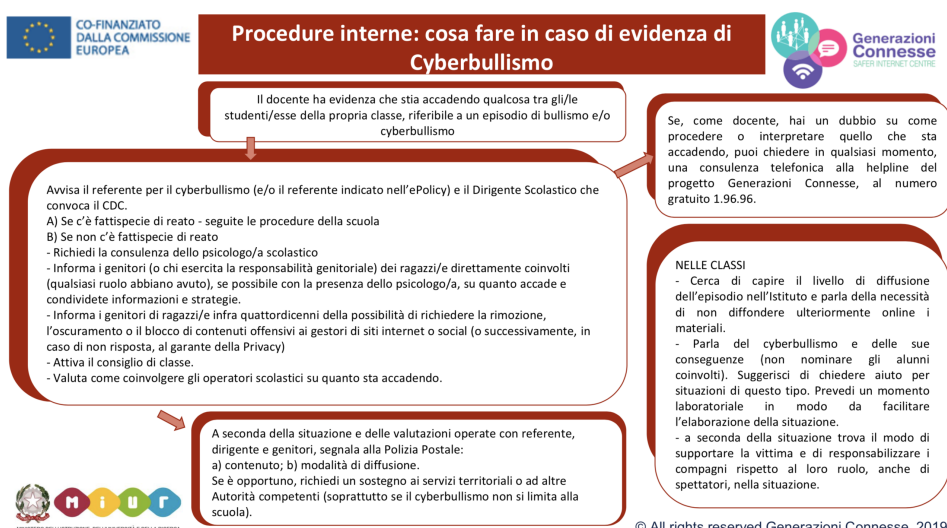 CO-FINANZIATO
DALLA COMMISSIONE
EUROPEA
Procedure interne: cosa fare in caso di evidenza di
Cyberbullismo
Generazioni
Connesse
SAFER INTERNET CENTRE
Il docente ha evidenza che stia accadendo qualcosa tra gli/le
studenti/esse della propria classe, riferibile a un episodio di bullismo e/o
cyberbullismo
Se, come docente, hai un dubbio su come
procedere o interpretare quello che sta
accadendo, puoi chiedere in qualsiasi momento,
una consulenza telefonica alla helpline del
progetto Generazioni Connesse, al numero
gratuito 1.96.96.
Avvisa il referente per il cyberbullismo (e/o il referente indicato nell'ePolicy) e il Dirigente Scolastico che
convoca il CDC.
A) Se c'è fattispecie di reato - seguite le procedure della scuola
B) Se non c'è fattispecie di reato
- Richiedi la consulenza dello psicologo/a scolastico
- Informa i genitori (o chi esercita la responsabilità genitoriale) dei ragazzi/e direttamente coinvolti
(qualsiasi ruolo abbiano avuto), se possibile con la presenza dello psicologo/a, su quanto accade e
condividete informazioni e strategie.
- Informa i genitori di ragazzi/e infra quattordicenni della possibilità di richiedere la rimozione,
l'oscuramento o il blocco di contenuti offensivi ai gestori di siti internet o social (o successivamente, in
caso di non risposta, al garante della Privacy)
- Attiva il consiglio di classe.
- Valuta come coinvolgere gli operatori scolastici su quanto sta accadendo.
NELLE CLASSI
- Cerca di capire il livello di diffusione
dell'episodio nell'Istituto e parla della necessità
di non diffondere ulteriormente online i
materiali.
- Parla del cyberbullismo e delle sue
conseguenze (non nominare gli alunni
coinvolti). Suggerisci di chiedere aiuto per
situazioni di questo tipo. Prevedi un momento
laboratoriale in modo da facilitare
l'elaborazione della situazione.
- a seconda della situazione trova il modo di
supportare la vittima e di responsabilizzare i
compagni rispetto al loro ruolo, anche di
spettatori, nella situazione.
A seconda della situazione e delle valutazioni operate con referente,
dirigente e genitori, segnala alla Polizia Postale:
a) contenuto; b) modalità di diffusione.
Se è opportuno, richiedi un sostegno ai servizi territoriali o ad altre
Autorità competenti (soprattutto se il cyberbullismo non si limita alla
scuola).
miur
© All rights reserved Generazioni Connesse, 2019